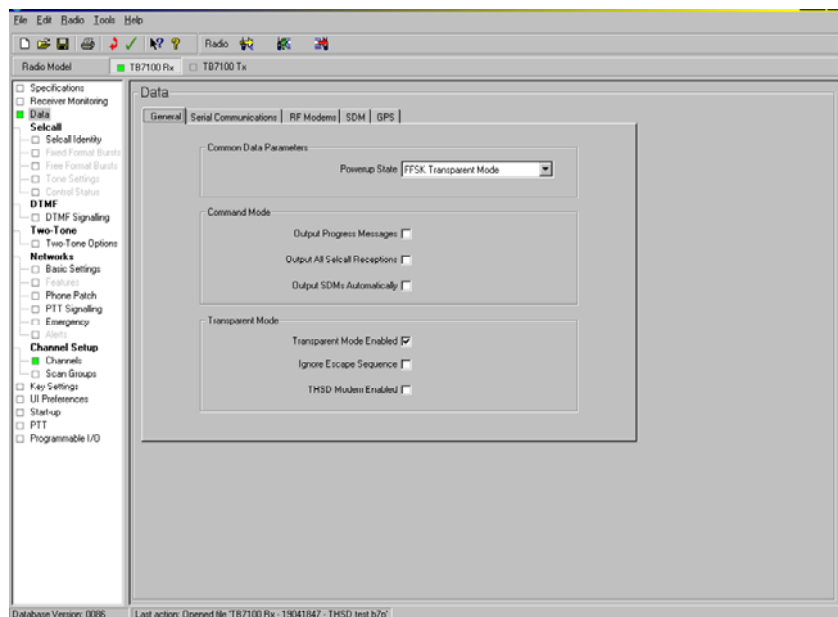 File Edit Radio Tools Help
Radio
Radio Model TB7100 Rx TB7100 Tx
Specifications
Receiver Monitoring
Data
Selcall
Selcall Identity
Fixed Format Bursts
Free Format Bursts
Tone Settings
Control Status
DTMF
DTMF Signaling
Two-Tone
Two-Tone Options
Networks
Basic Settings
Features
Phone Patch
PTT Signalling
Emergency
Alerts
Channel Setup
Channels
Scan Groups
Key Settings
UI Preferences
Start-up
PTT
Programmable I/O
Data
General Serial Communications RF Modems SDM GPS
Common Data Parameters
Powerup State FFSK Transparent Mode
Command Mode
Output Progress Messages
Output All Selcall Receptions
Output SDMs Automatically
Transparent Mode
Transparent Mode Enabled
Ignore Escape Sequence
THSD Modem Enabled
Database Version: 0086 Last action: Opened file 'TB7100 Rx - 19041847 - THSD test.b7p'